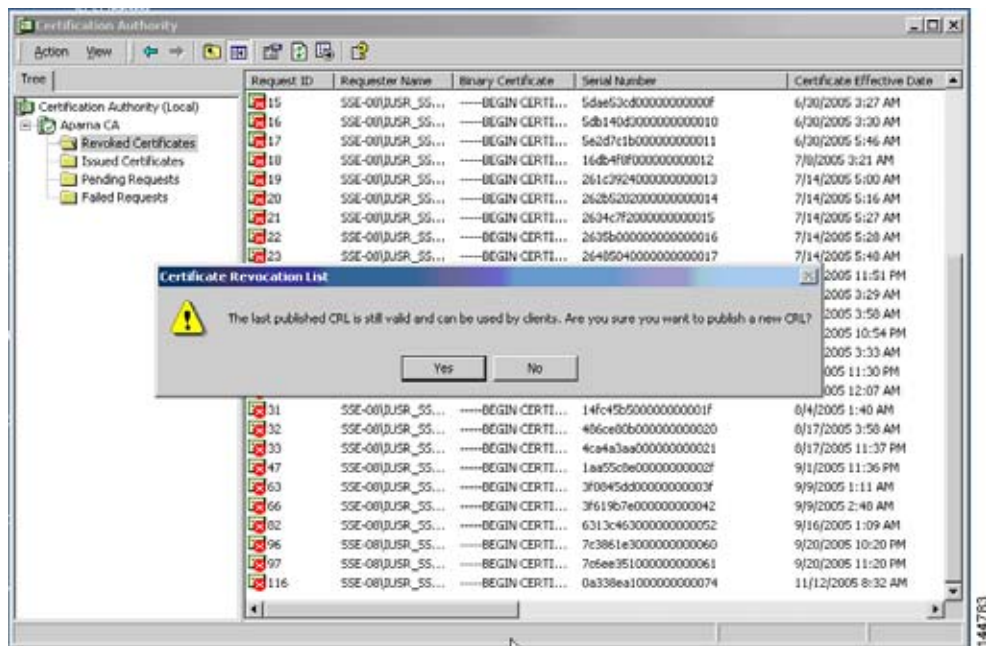 Certification Authority
Action View
Tree
Request ID Requester Name Binary Certificate Serial Number Certificate Effective Date
Certification Authority (Local)
Aparna CA
Revoked Certificates
Issued Certificates
Pending Requests
Failed Requests
15 SSE-08\IUSR_SS... -----BEGIN CERTI... 5dae53cd00000000000f 6/30/2005 3:27 AM
16 SSE-08\IUSR_SS... -----BEGIN CERTI... 5db140d3000000000010 6/30/2005 3:30 AM
17 SSE-08\IUSR_SS... -----BEGIN CERTI... 5e2d7c1b000000000011 6/30/2005 5:46 AM
18 SSE-08\IUSR_SS... -----BEGIN CERTI... 16db4f8f000000000012 7/8/2005 3:21 AM
19 SSE-08\IUSR_SS... -----BEGIN CERTI... 261c3924000000000013 7/14/2005 5:00 AM
20 SSE-08\IUSR_SS... -----BEGIN CERTI... 262b5202000000000014 7/14/2005 5:16 AM
21 SSE-08\IUSR_SS... -----BEGIN CERTI... 2634c7f2000000000015 7/14/2005 5:27 AM
22 SSE-08\IUSR_SS... -----BEGIN CERTI... 2635b000000000000016 7/14/2005 5:28 AM
23 SSE-08\IUSR_SS... -----BEGIN CERTI... 26485040000000000017 7/14/2005 5:48 AM
Certificate Revocation List
The last published CRL is still valid and can be used by clients. Are you sure you want to publish a new CRL?
Yes No
2005 11:51 PM
2005 3:29 AM
2005 3:58 AM
2005 10:54 PM
2005 3:33 AM
005 11:30 PM
005 12:07 AM
31 SSE-08\IUSR_SS... -----BEGIN CERTI... 14fc45b500000000001f 8/4/2005 1:40 AM
32 SSE-08\IUSR_SS... -----BEGIN CERTI... 486ce80b000000000020 8/17/2005 3:58 AM
33 SSE-08\IUSR_SS... -----BEGIN CERTI... 4ca4a3aa000000000021 8/17/2005 11:37 PM
47 SSE-08\IUSR_SS... -----BEGIN CERTI... 1aa55c8e00000000002f 9/1/2005 11:36 PM
63 SSE-08\IUSR_SS... -----BEGIN CERTI... 3f0845dd00000000003f 9/9/2005 1:11 AM
66 SSE-08\IUSR_SS... -----BEGIN CERTI... 3f619b7e000000000042 9/9/2005 2:48 AM
82 SSE-08\IUSR_SS... -----BEGIN CERTI... 6313c463000000000052 9/16/2005 1:09 AM
96 SSE-08\IUSR_SS... -----BEGIN CERTI... 7c3861e3000000000060 9/20/2005 10:20 PM
97 SSE-08\IUSR_SS... -----BEGIN CERTI... 7c6ee351000000000061 9/20/2005 11:20 PM
116 SSE-08\IUSR_SS... -----BEGIN CERTI... 0a338ea1000000000074 11/12/2005 8:32 AM
144783